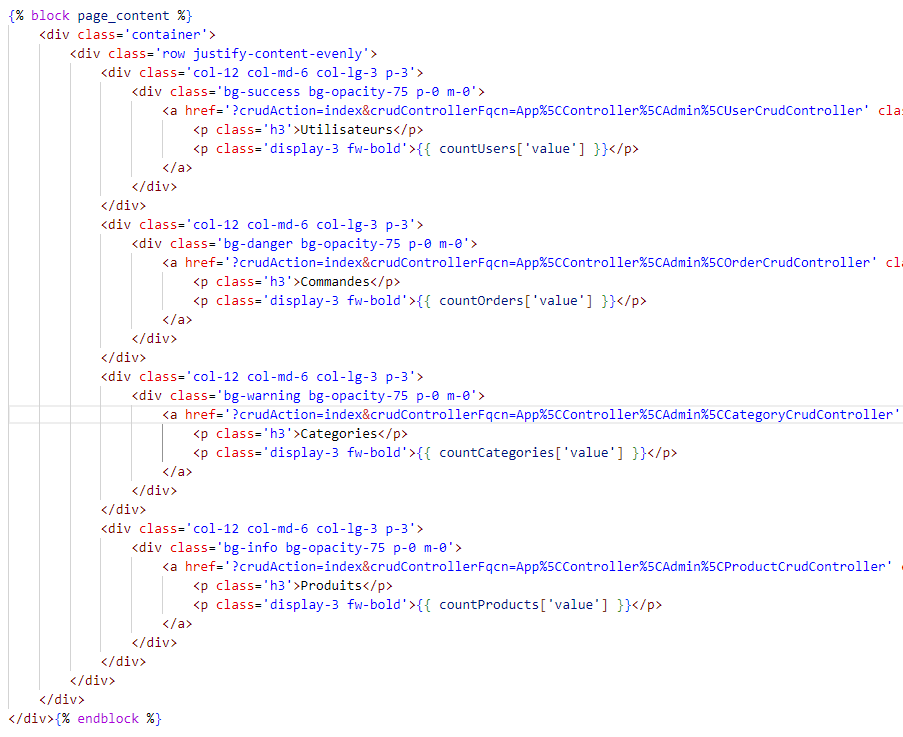 {% block page_content %}
<div class='container'>
<div class='row justify-content-evenly'>
<div class='col-12 col-md-6 col-lg-3 p-3'>
<div class='bg-success bg-opacity-75 p-0 m-0'>
<a href='?crudAction=index&crudControllerFqcn=App%5CController%5CAdmin%5CUserCrudController' clas
<p class='h3'>Utilisateurs</p>
<p class='display-3 fw-bold'>{{ countUsers['value'] }}</p>
</a>
</div>
</div>
<div class='col-12 col-md-6 col-lg-3 p-3'>
<div class='bg-danger bg-opacity-75 p-0 m-0'>
<a href='?crudAction=index&crudControllerFqcn=App%5CController%5CAdmin%5COrderCrudController' cla
<p class='h3'>Commandes</p>
<p class='display-3 fw-bold'>{{ countOrders['value'] }}</p>
</a>
</div>
</div>
<div class='col-12 col-md-6 col-lg-3 p-3'>
<div class='bg-warning bg-opacity-75 p-0 m-0'>
<a href='?crudAction=index&crudControllerFqcn=App%5CController%5CAdmin%5CCategoryCrudController'
<p class='h3'>Categories</p>
<p class='display-3 fw-bold'>{{ countCategories['value'] }}</p>
</a>
</div>
</div>
<div class='col-12 col-md-6 col-lg-3 p-3'>
<div class='bg-info bg-opacity-75 p-0 m-0'>
<a href='?crudAction=index&crudControllerFqcn=App%5CController%5CAdmin%5CProductCrudController'
<p class='h3'>Produits</p>
<p class='display-3 fw-bold'>{{ countProducts['value'] }}</p>
</a>
</div>
</div>
</div>
</div>
</div>{% endblock %}